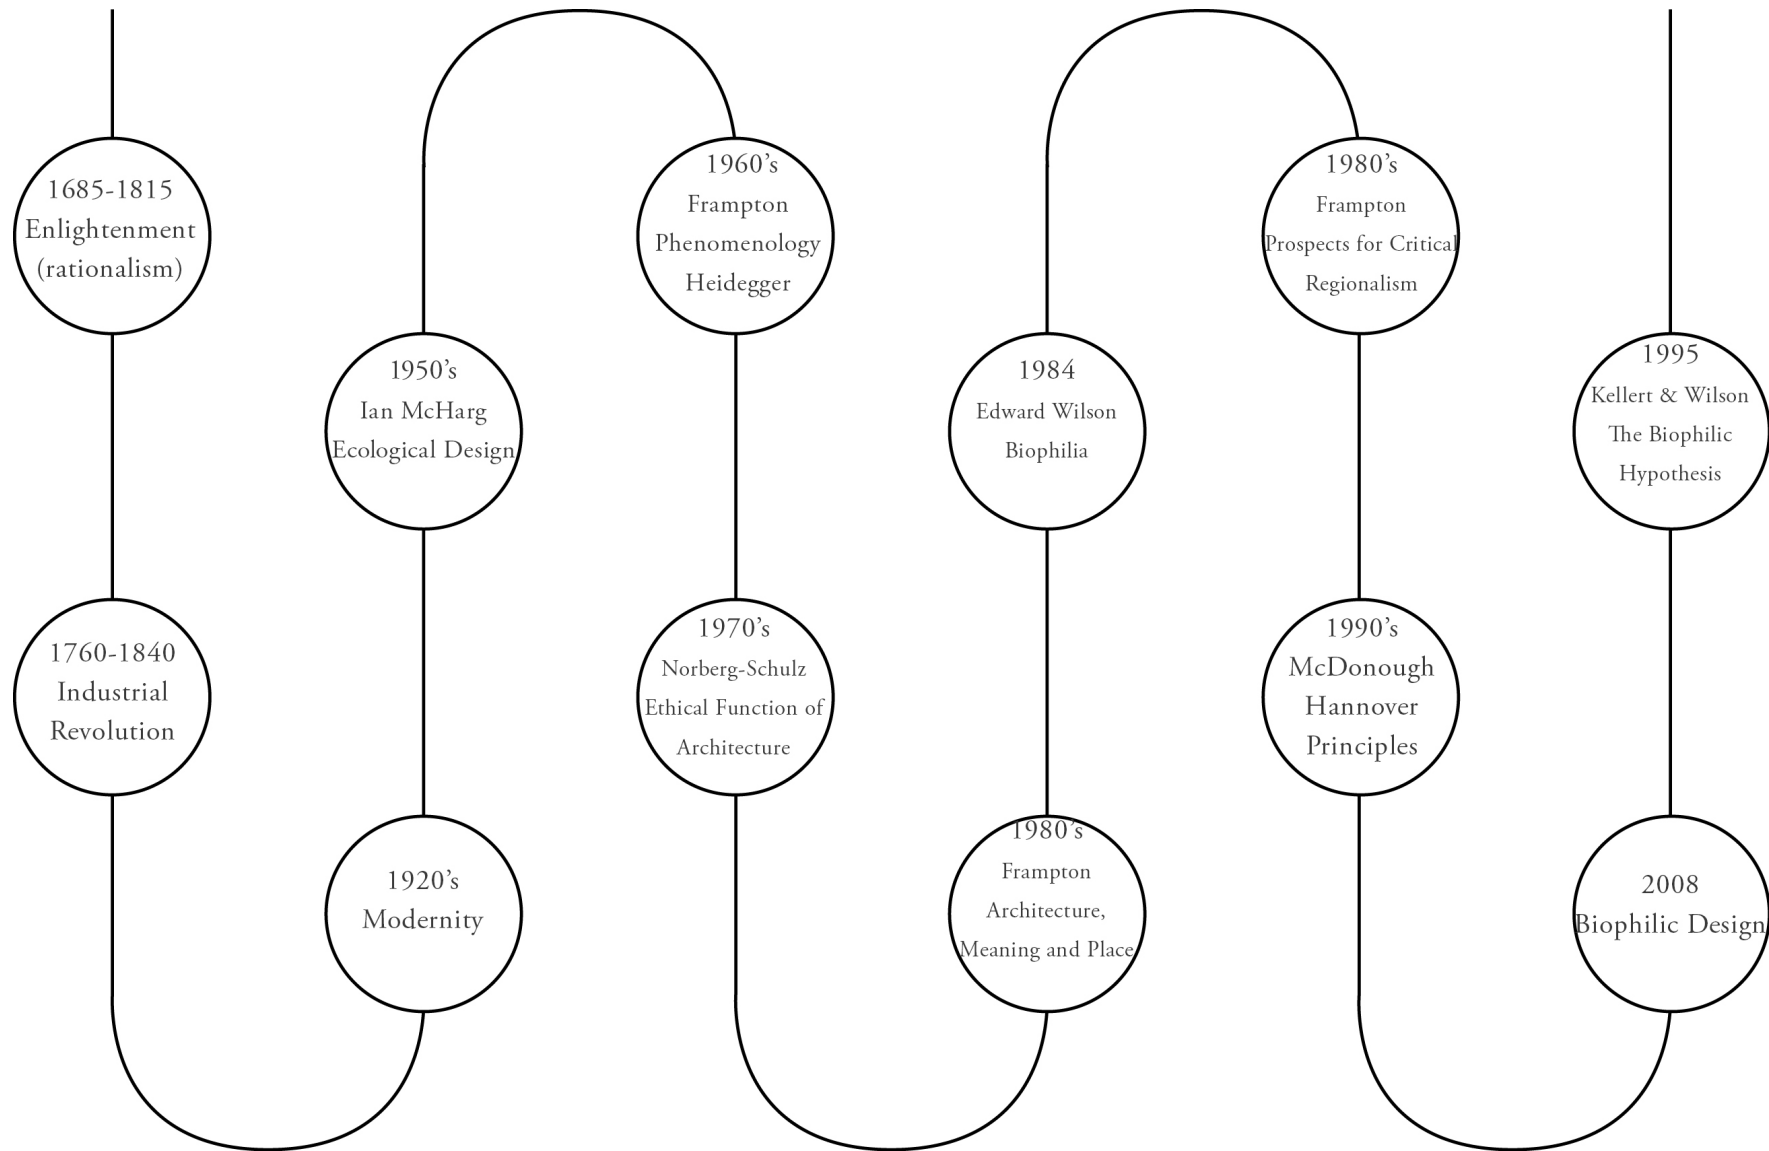 1685-1815
Enlightenment
(rationalism)
1760-1840
Industrial
Revolution
1920’s
Modernity
1950’s
Ian McHarg
Ecological Design
1960’s
Frampton
Phenomenology
Heidegger
1970’s
Norberg-Schulz
Ethical Function of
Architecture
1980’s
Frampton
Architecture,
Meaning and Place
1984
Edward Wilson
Biophilia
1980’s
Frampton
Prospects for Critical
Regionalism
1990’s
McDonough
Hannover
Principles
2008
Biophilic Design
1995
Kellert & Wilson
The Biophilic
Hypothesis